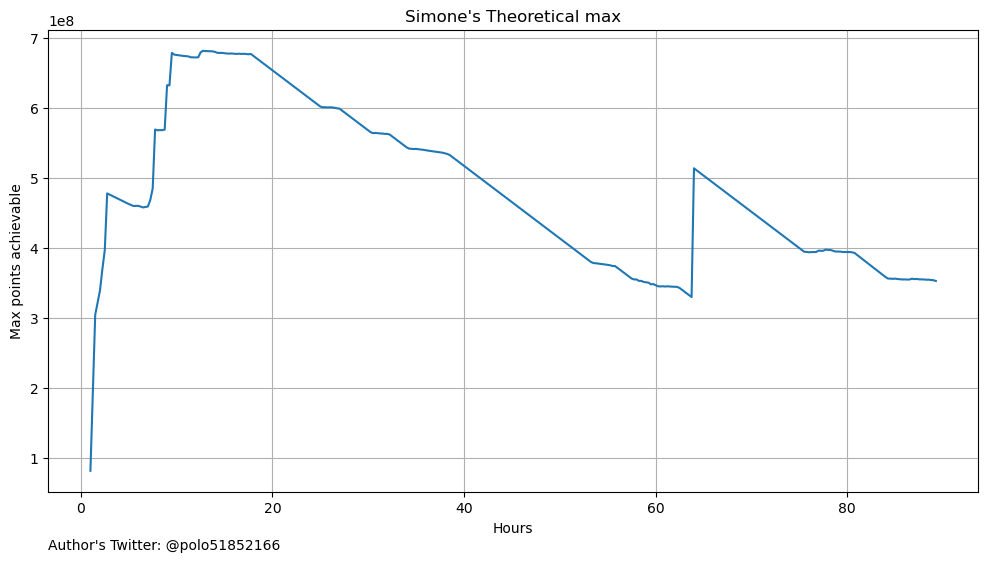 Simone's Theoretical max
1e8
7
6
5
4
3
2
1
Max points achievable
0 20 40 60 80
Hours
Author's Twitter: @polo51852166